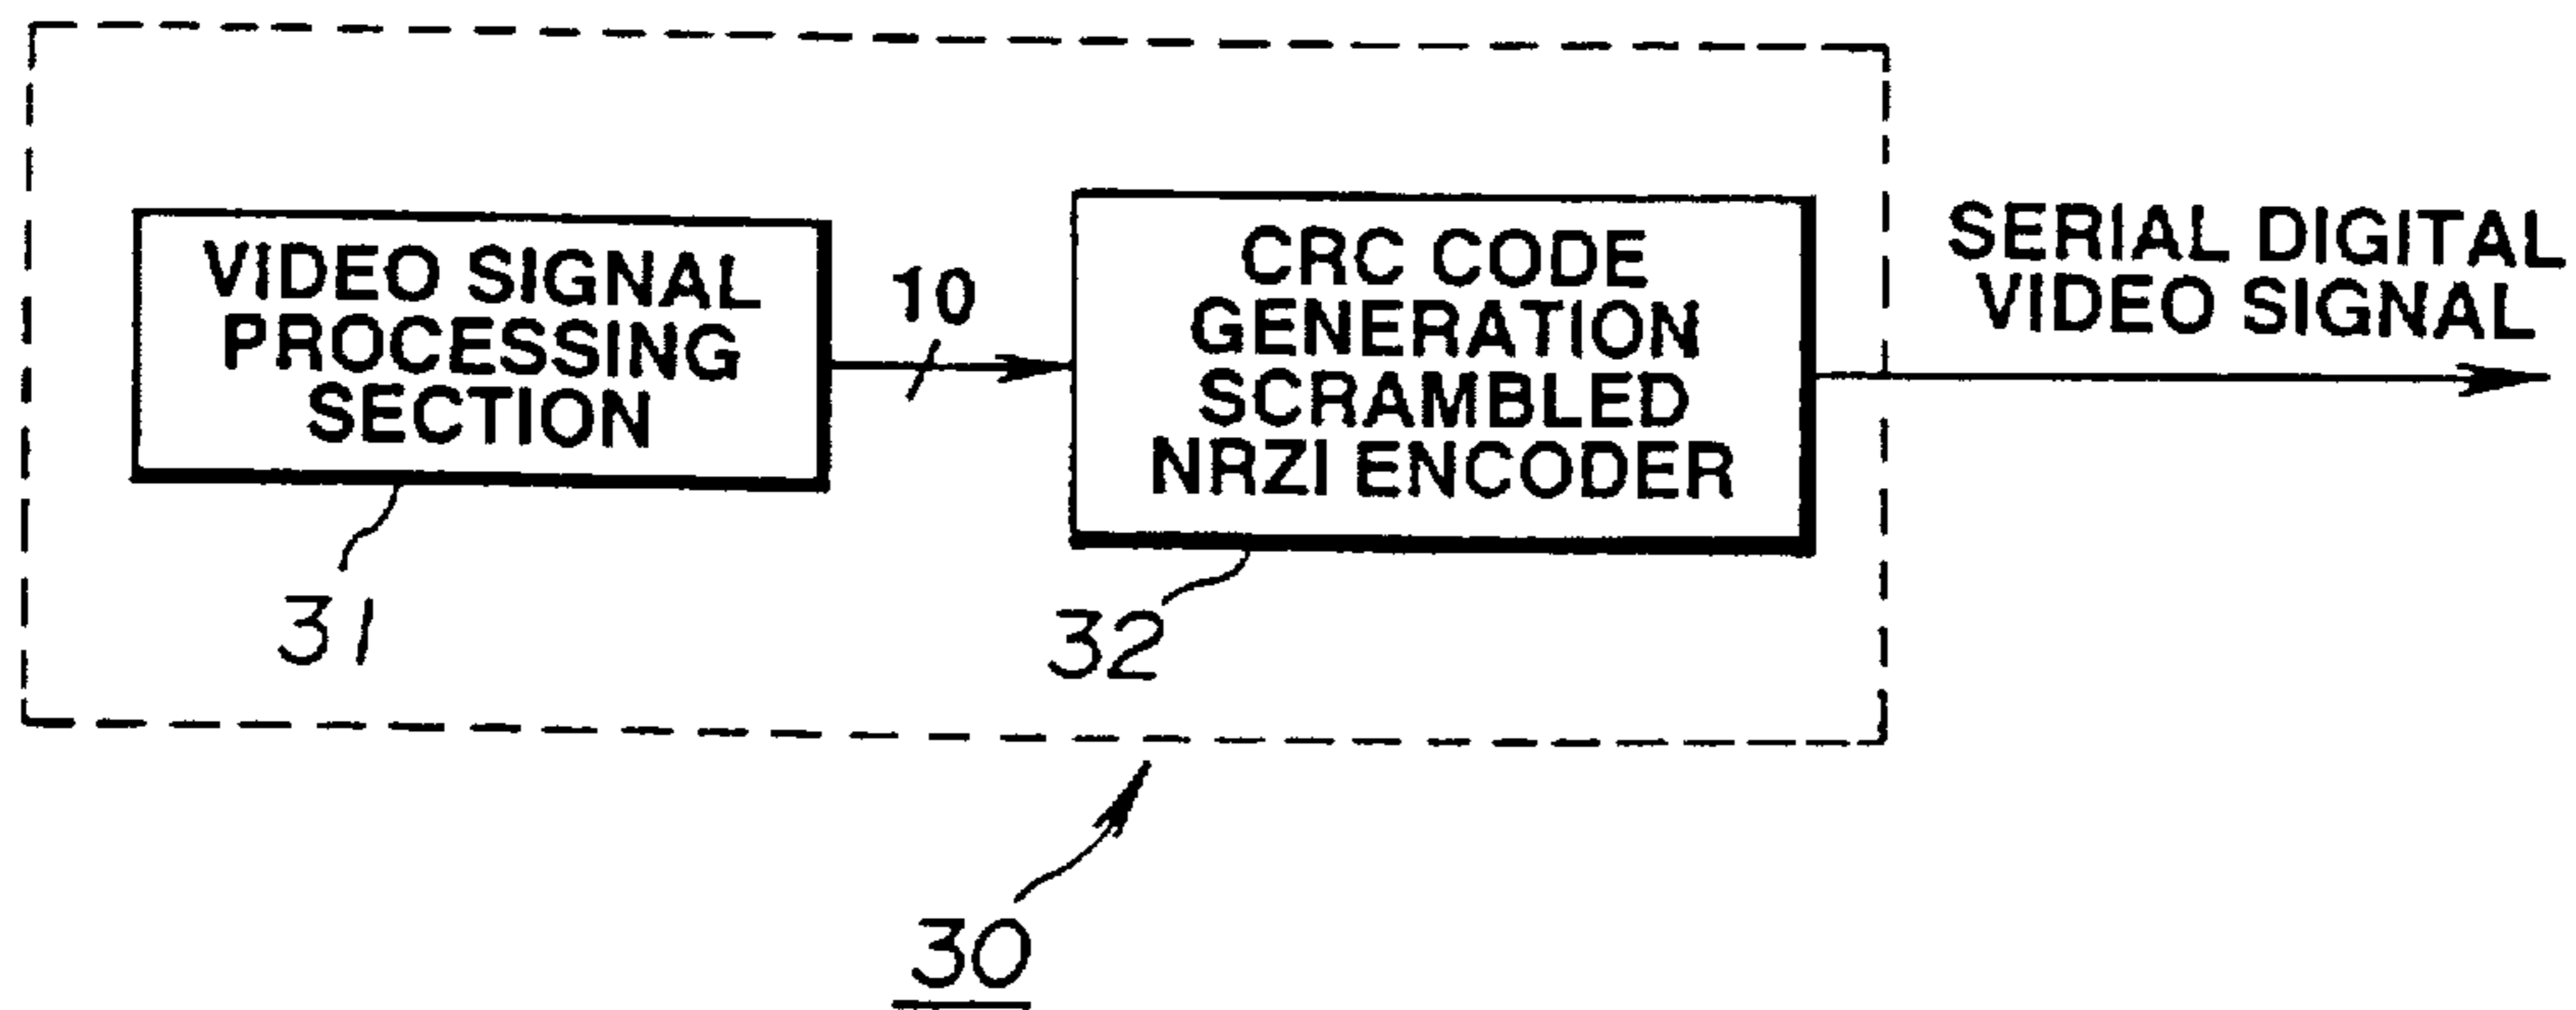 VIDEO SIGNAL
PROCESSING
SECTION
10
CRC CODE
GENERATION
SCRAMBLED
NRZI ENCODER
SERIAL DIGITAL
VIDEO SIGNAL
31
32
30